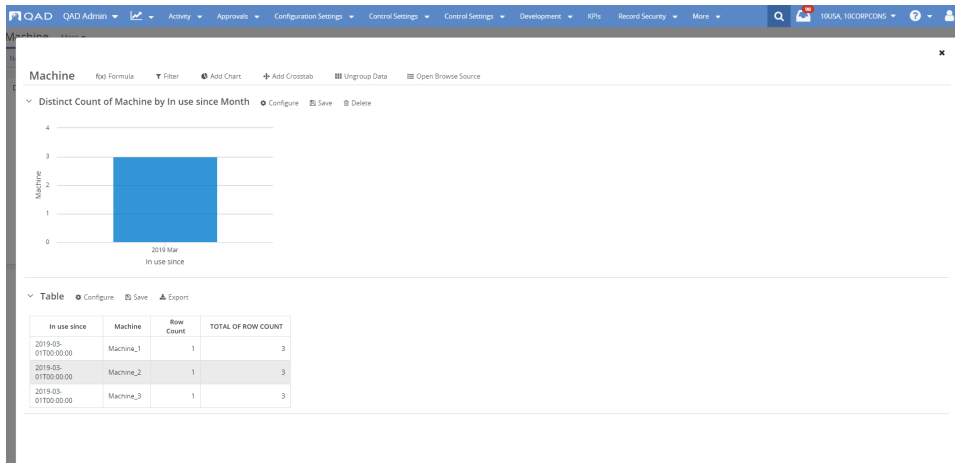 QAD QAD Admin Activity Approvals Configuration Settings Control Settings Control Settings Development KPIs Record Security More 10USA, 10CORPCONS
Machine
Machine f(x) Formula Filter Add Chart Add Crosstab Ungroup Data Open Browse Source
Distinct Count of Machine by In use since Month Configure Save Delete
4
3
2
1
0
Machine
2019 Mar
In use since
Table Configure Save Export
In use since Machine Row Count TOTAL OF ROW COUNT
2019-03-
01T00:00:00 Machine_1 1 3
2019-03-
01T00:00:00 Machine_2 1 3
2019-03-
01T00:00:00 Machine_3 1 3